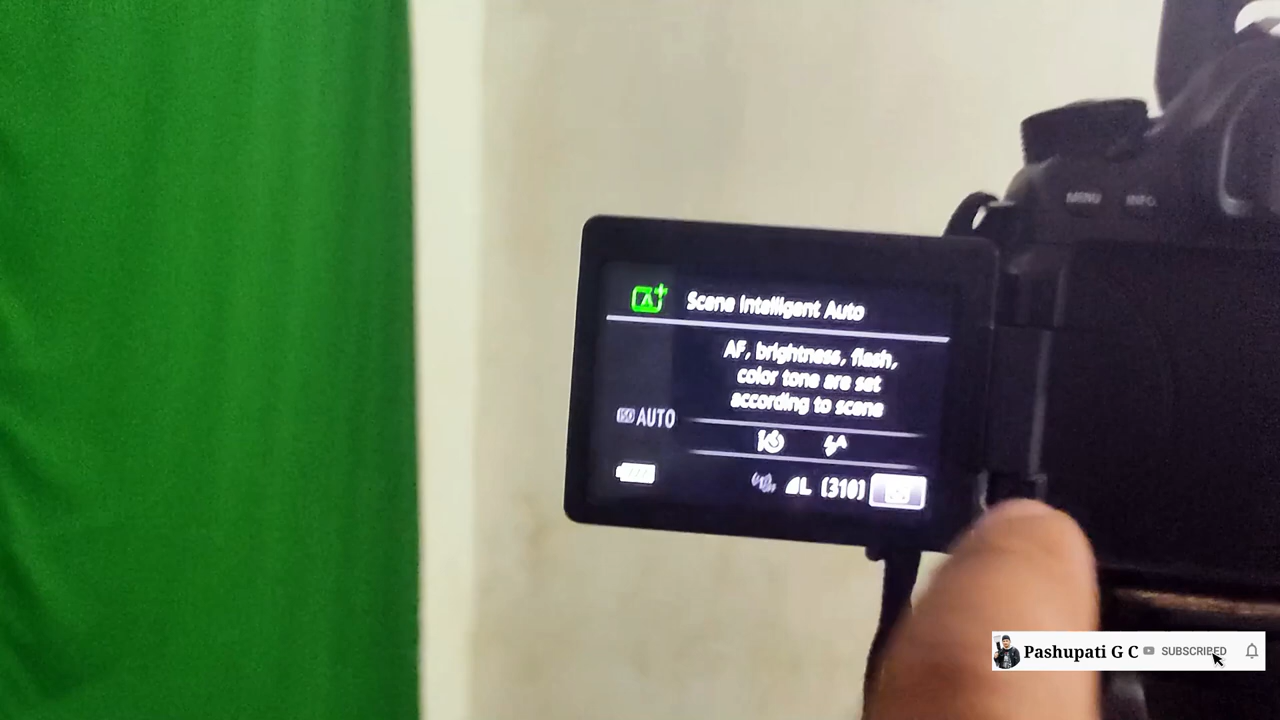 MENU INFO
Scene Intelligent Auto
AF, brightness, flash,
color tone are set
according to scene
ISO AUTO
L [310]
Pashupati G C SUBSCRIBED